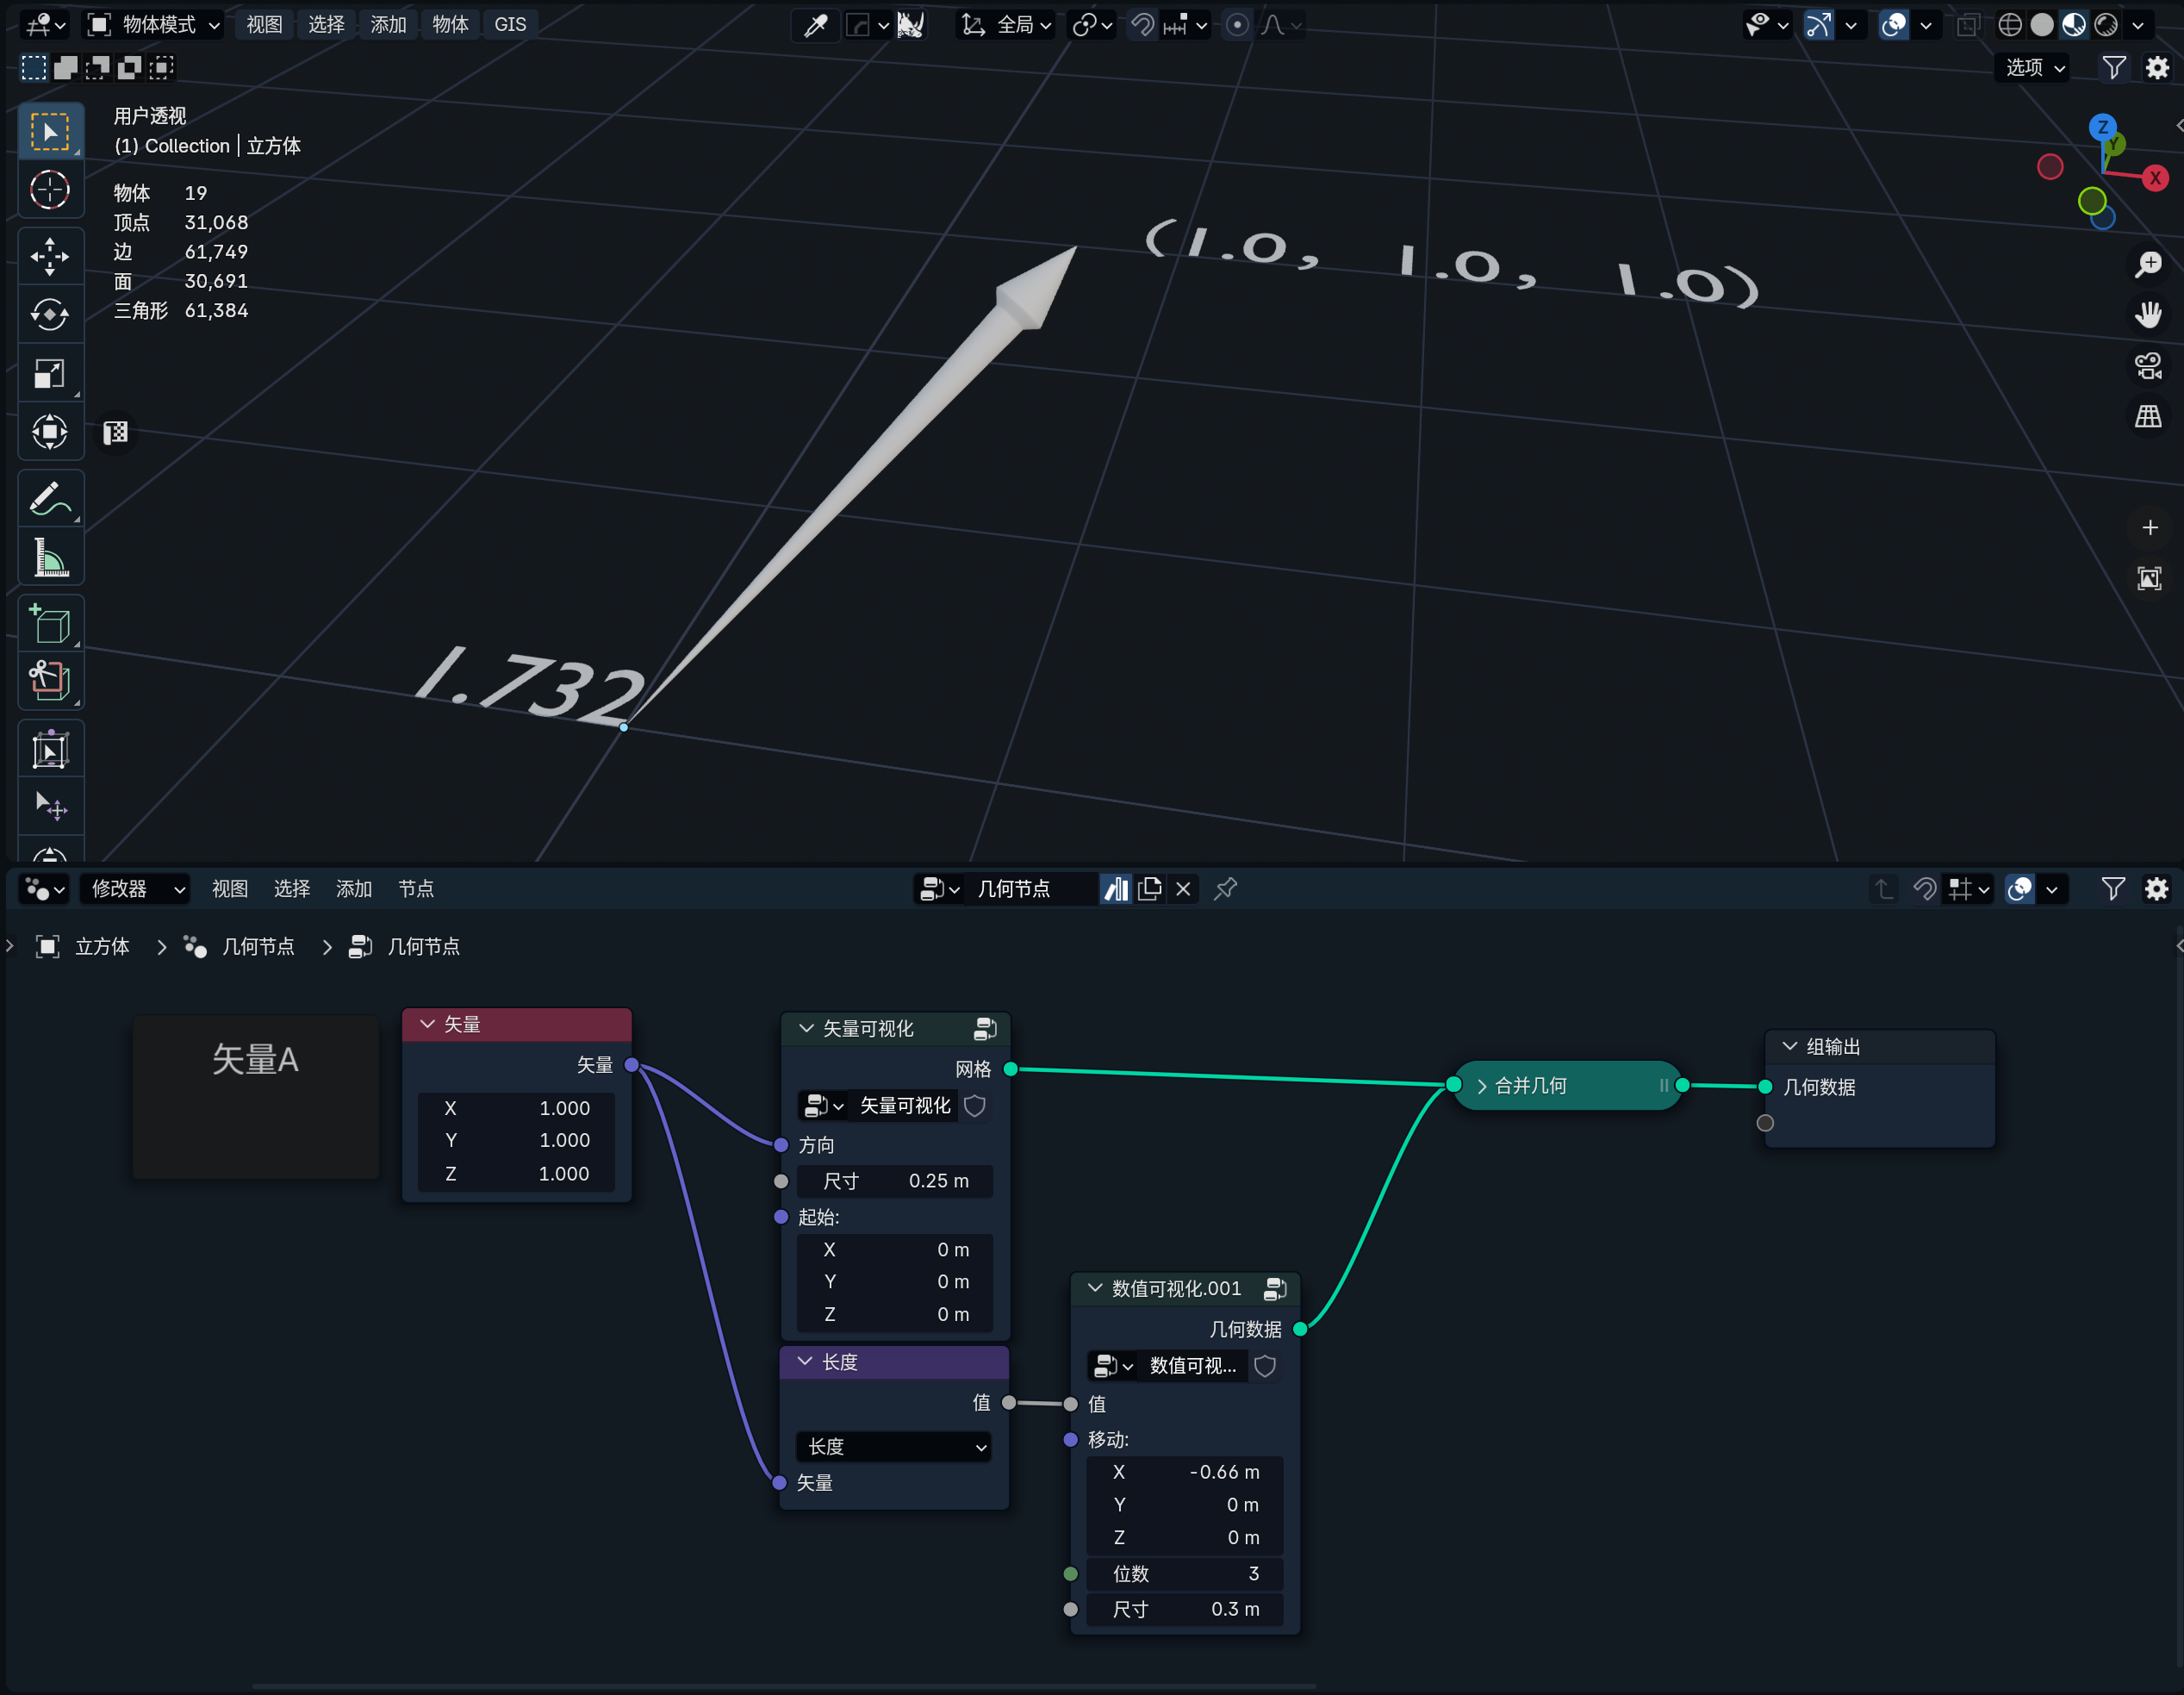 物体模式 视图 选择 添加 物体 GIS 全局
选项
用户透视
(1) Collection | 立方体
物体 19
顶点 31,068
边 61,749
面 30,691
三角形 61,384
Z
Y
X
(1.0, 1.0, 1.0)
1.732
修改器 视图 选择 添加 节点 几何节点
立方体 几何节点 几何节点
矢量A
矢量
矢量
X 1.000
Y 1.000
Z 1.000
矢量可视化
网格
矢量可视化
方向
尺寸 0.25 m
起始:
X 0 m
Y 0 m
Z 0 m
长度
值
长度
矢量
数值可视化.001
几何数据
数值可视...
值
移动:
X -0.66 m
Y 0 m
Z 0 m
位数 3
尺寸 0.3 m
合并几何
组输出
几何数据